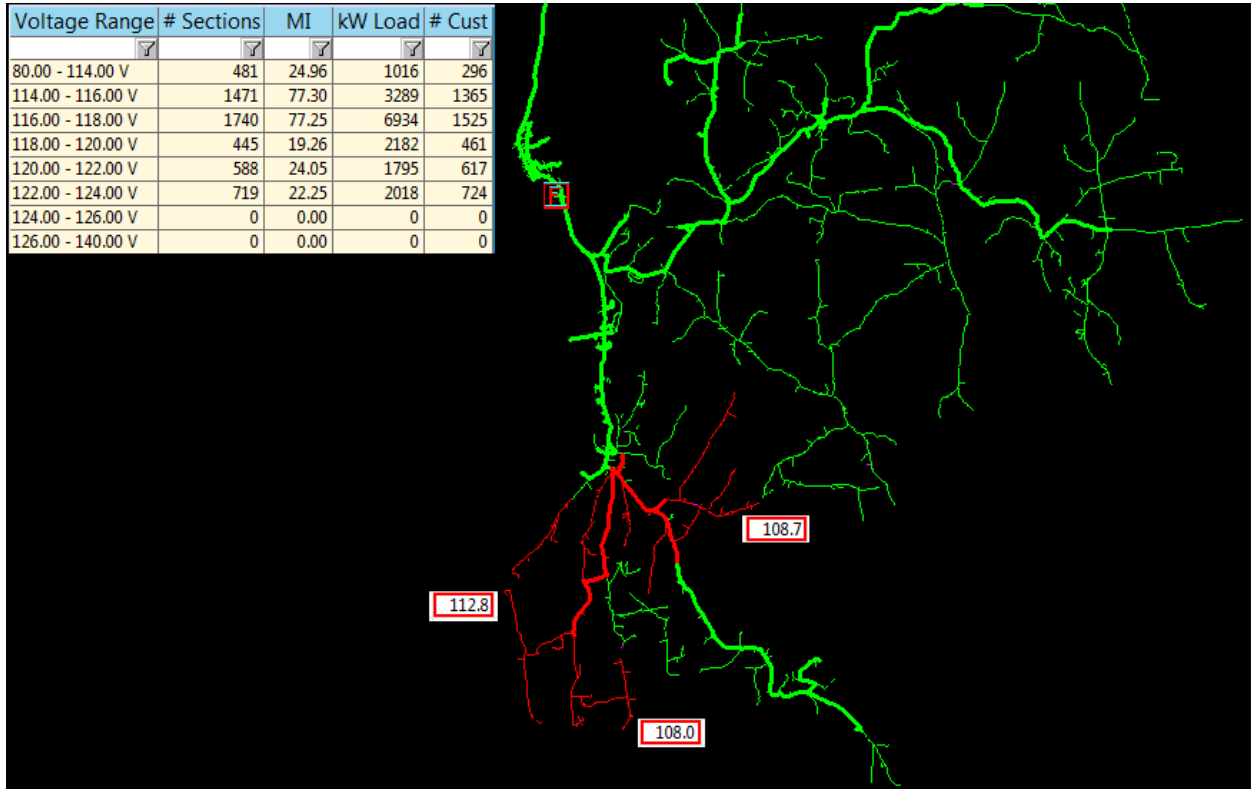 Voltage Range # Sections MI kW Load # Cust
80.00 - 114.00 V 481 24.96 1016 296
114.00 - 116.00 V 1471 77.30 3289 1365
116.00 - 118.00 V 1740 77.25 6934 1525
118.00 - 120.00 V 445 19.26 2182 461
120.00 - 122.00 V 588 24.05 1795 617
122.00 - 124.00 V 719 22.25 2018 724
124.00 - 126.00 V 0 0.00 0 0
126.00 - 140.00 V 0 0.00 0 0
F
108.7
112.8
108.0